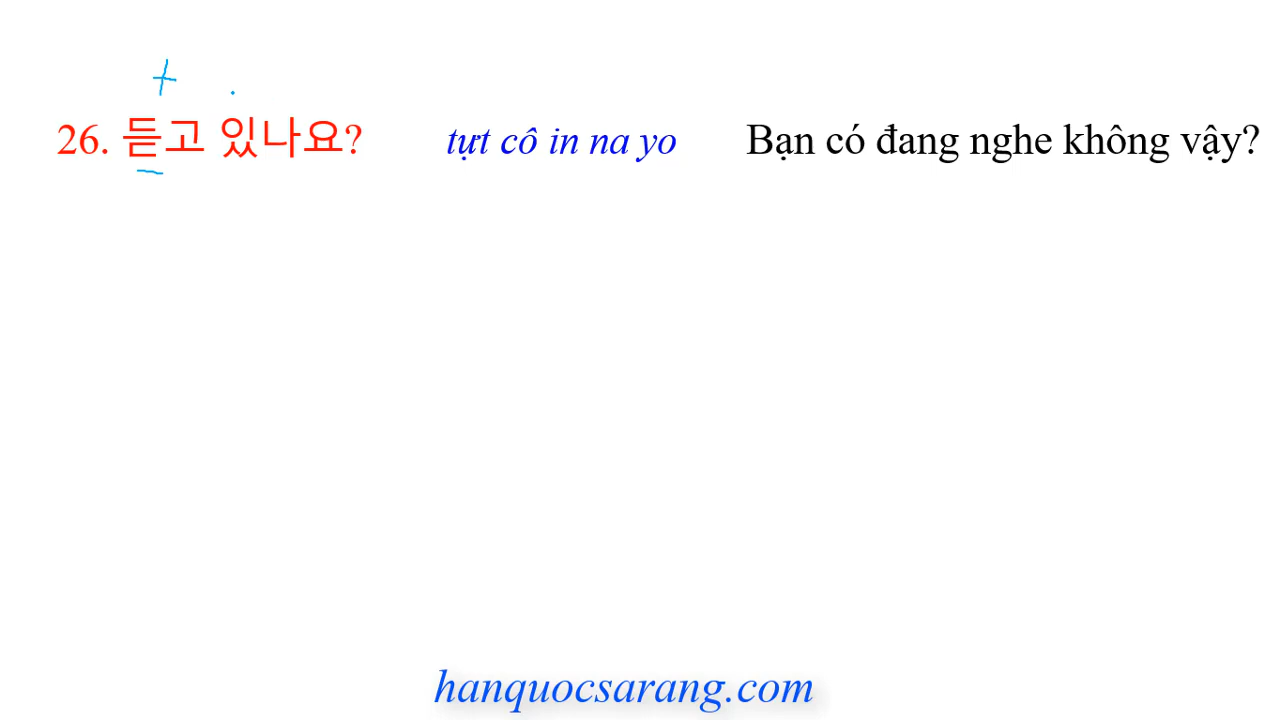 26. 듣고 있나요? tựt cô in na yo Bạn có đang nghe không vậy?
hanquocsarang.com